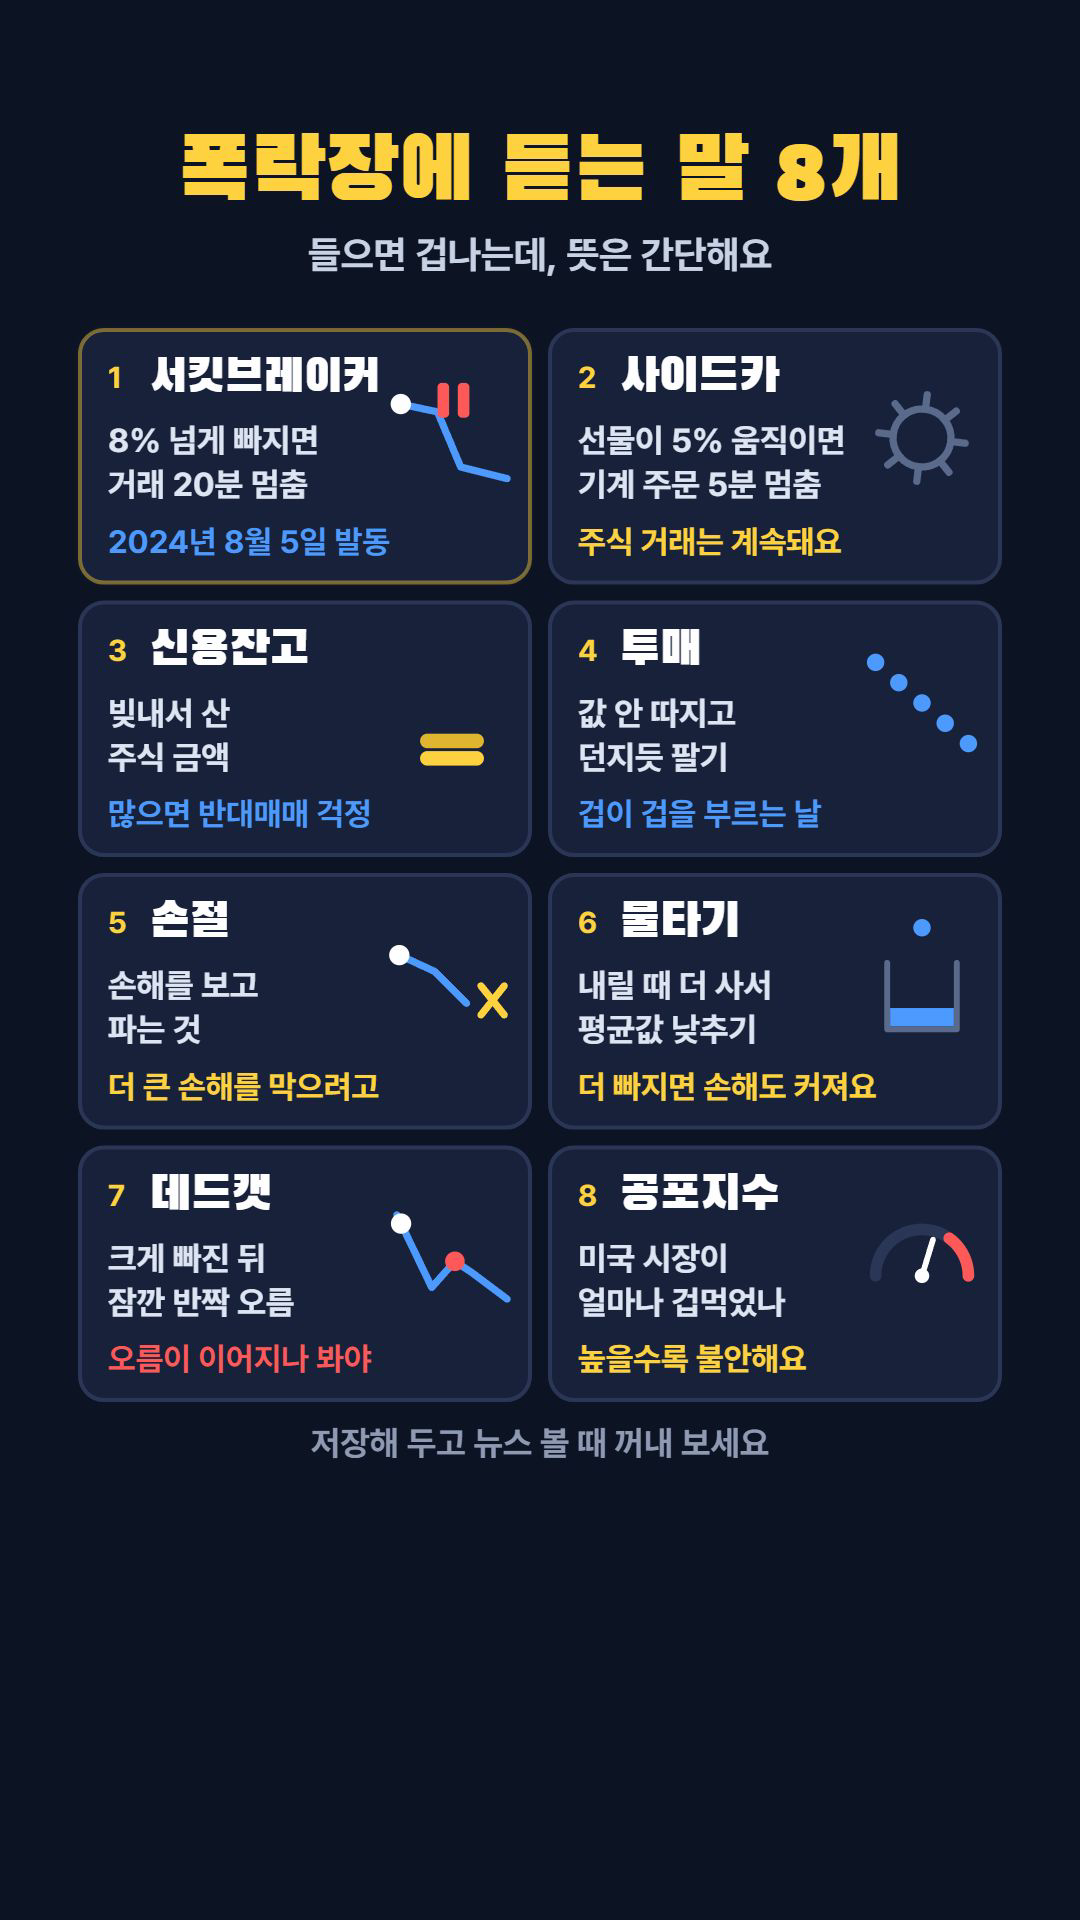 폭락장에 듣는 말 8개
들으면 겁나는데, 뜻은 간단해요
1 서킷브레이커
8% 넘게 빠지면
거래 20분 멈춤
2024년 8월 5일 발동
2 사이드카
선물이 5% 움직이면
기계 주문 5분 멈춤
주식 거래는 계속돼요
3 신용잔고
빚내서 산
주식 금액
많으면 반대매매 걱정
4 투매
값 안 따지고
던지듯 팔기
겁이 겁을 부르는 날
5 손절
손해를 보고
파는 것
더 큰 손해를 막으려고
6 물타기
내릴 때 더 사서
평균값 낮추기
더 빠지면 손해도 커져요
7 데드캣
크게 빠진 뒤
잠깐 반짝 오름
오름이 이어지나 봐야
8 공포지수
미국 시장이
얼마나 겁먹었나
높을수록 불안해요
저장해 두고 뉴스 볼 때 꺼내 보세요